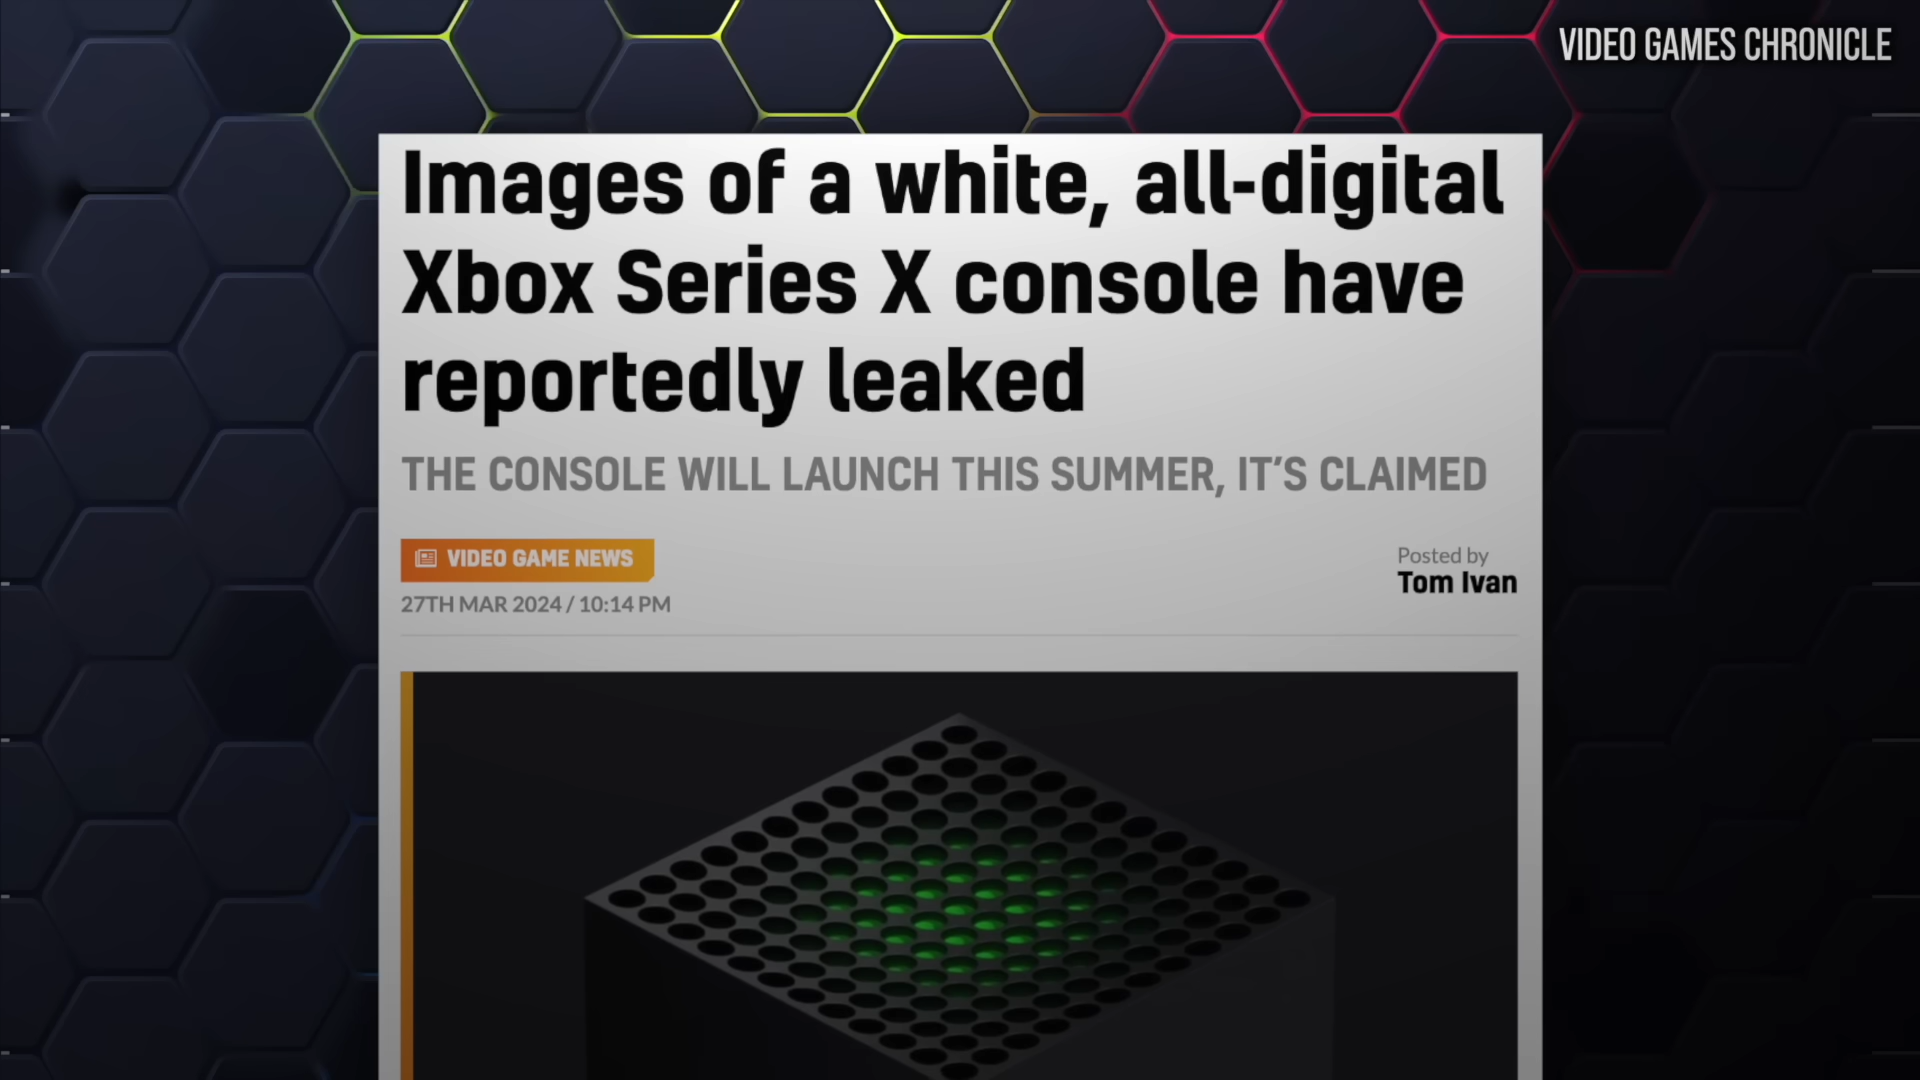 VIDEO GAMES CHRONICLE
Images of a white, all-digital
Xbox Series X console have
reportedly leaked
THE CONSOLE WILL LAUNCH THIS SUMMER, IT'S CLAIMED
VIDEO GAME NEWS
27TH MAR 2024 / 10:14 PM
Posted by
Tom Ivan